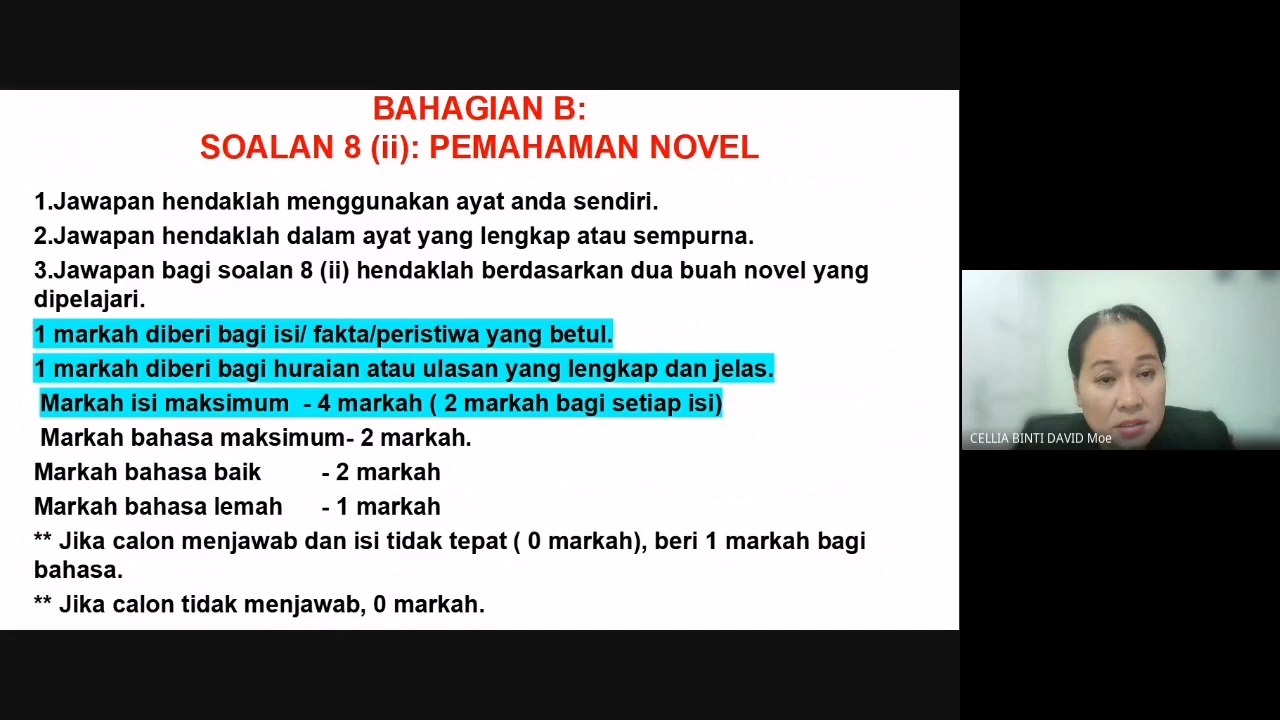 BAHAGIAN B:
SOALAN 8 (ii): PEMAHAMAN NOVEL
1.Jawapan hendaklah menggunakan ayat anda sendiri.
2.Jawapan hendaklah dalam ayat yang lengkap atau sempurna.
3.Jawapan bagi soalan 8 (ii) hendaklah berdasarkan dua buah novel yang
dipelajari.
1 markah diberi bagi isi/ fakta/peristiwa yang betul.
1 markah diberi bagi huraian atau ulasan yang lengkap dan jelas.
Markah isi maksimum - 4 markah ( 2 markah bagi setiap isi)
Markah bahasa maksimum- 2 markah.
Markah bahasa baik - 2 markah
Markah bahasa lemah - 1 markah
** Jika calon menjawab dan isi tidak tepat ( 0 markah), beri 1 markah bagi
bahasa.
** Jika calon tidak menjawab, 0 markah.
CELLIA BINTI DAVID Moe